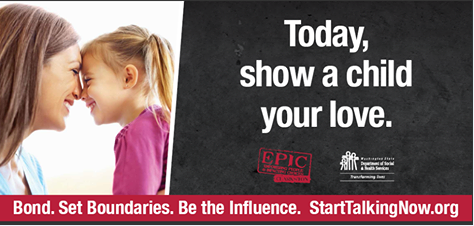 Today,
show a child
your love.
EPIC
Washington State
Department of Social
& Health Services
Transforming lives
Bond. Set Boundaries. Be the Influence. StartTalkingNow.org